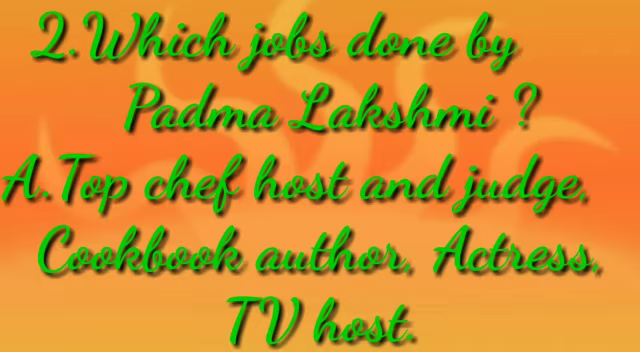 2. Which jobs done by
Padma Lakshmi ?
A. Top chef host and judge,
Cookbook author, Actress,
TV host.